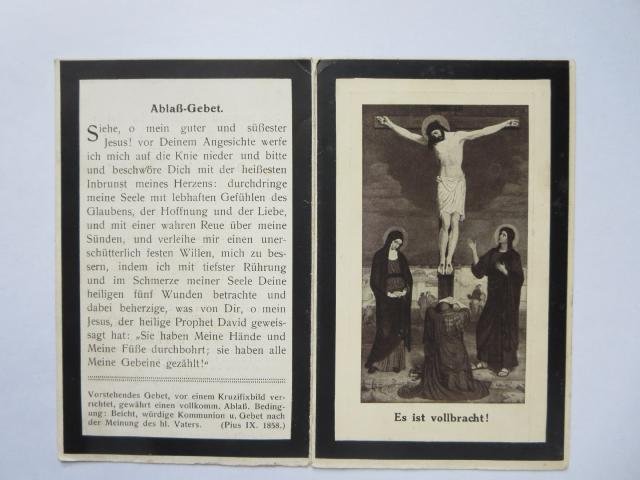 Ablaß-Gebet.
Siehe, o mein guter und süßester
Jesus! vor Deinem Angesichte werfe
ich mich auf die Knie nieder und bitte
und beschwöre Dich mit der heißesten
Inbrunst meines Herzens: durchdringe
meine Seele mit lebhaften Gefühlen des
Glaubens, der Hoffnung und der Liebe,
und mit einer wahren Reue über meine
Sünden, und verleihe mir einen uner-
schütterlich festen Willen, mich zu bes-
sern, indem ich mit tiefster Rührung
und im Schmerze meiner Seele Deine
heiligen fünf Wunden betrachte und
dabei beherzige, was von Dir, o mein
Jesus, der heilige Prophet David geweis-
sagt hat: „Sie haben Meine Hände und
Meine Füße durchbohrt; sie haben alle
Meine Gebeine gezählt!“
Vorstehendes Gebet, vor einem Kruzifixbild ver-
richtet, gewährt einen vollkomm. Ablaß. Beding-
ung: Beicht, würdige Kommunion u. Gebet nach
der Meinung des hl. Vaters. (Pius IX. 1858.)
Es ist vollbracht!